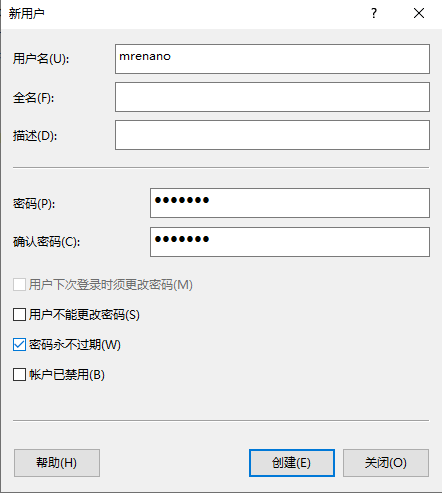 新用户
?
用户名(U):
mrenano
全名(F):
描述(D):
密码(P):
●●●●●●●
确认密码(C):
●●●●●●●
用户下次登录时须更改密码(M)
用户不能更改密码(S)
密码永不过期(W)
帐户已禁用(B)
帮助(H)
创建(E)
关闭(O)